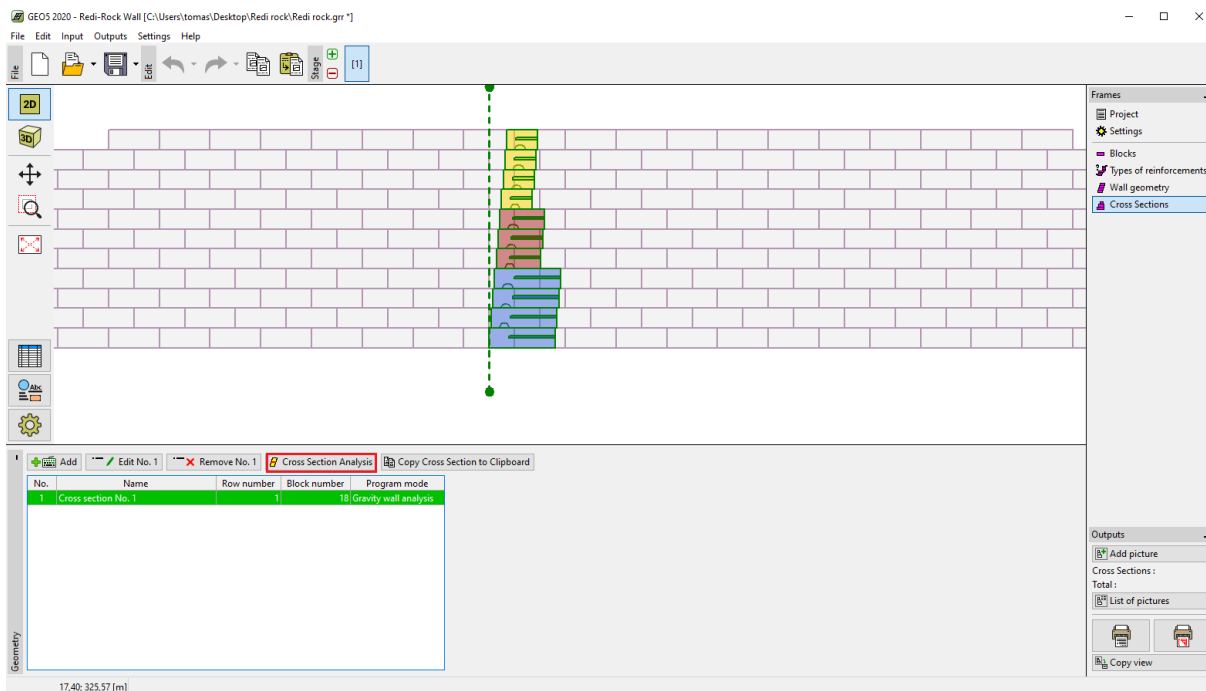 GEO5 2020 - Redi-Rock Wall [C:\Users\tomas\Desktop\Redi rock\Redi rock.grr *]
File Edit Input Outputs Settings Help
File
Edit
Stage
[1]
2D
3D
Abc
Frames
Project
Settings
Blocks
Types of reinforcements
Wall geometry
Cross Sections
Add
Edit No. 1
Remove No. 1
Cross Section Analysis
Copy Cross Section to Clipboard
No. Name Row number Block number Program mode
1 Cross section No. 1 1 18 Gravity wall analysis
Geometry
Outputs
Add picture
Cross Sections :
Total :
List of pictures
Copy view
17,40; 325,57 [m]